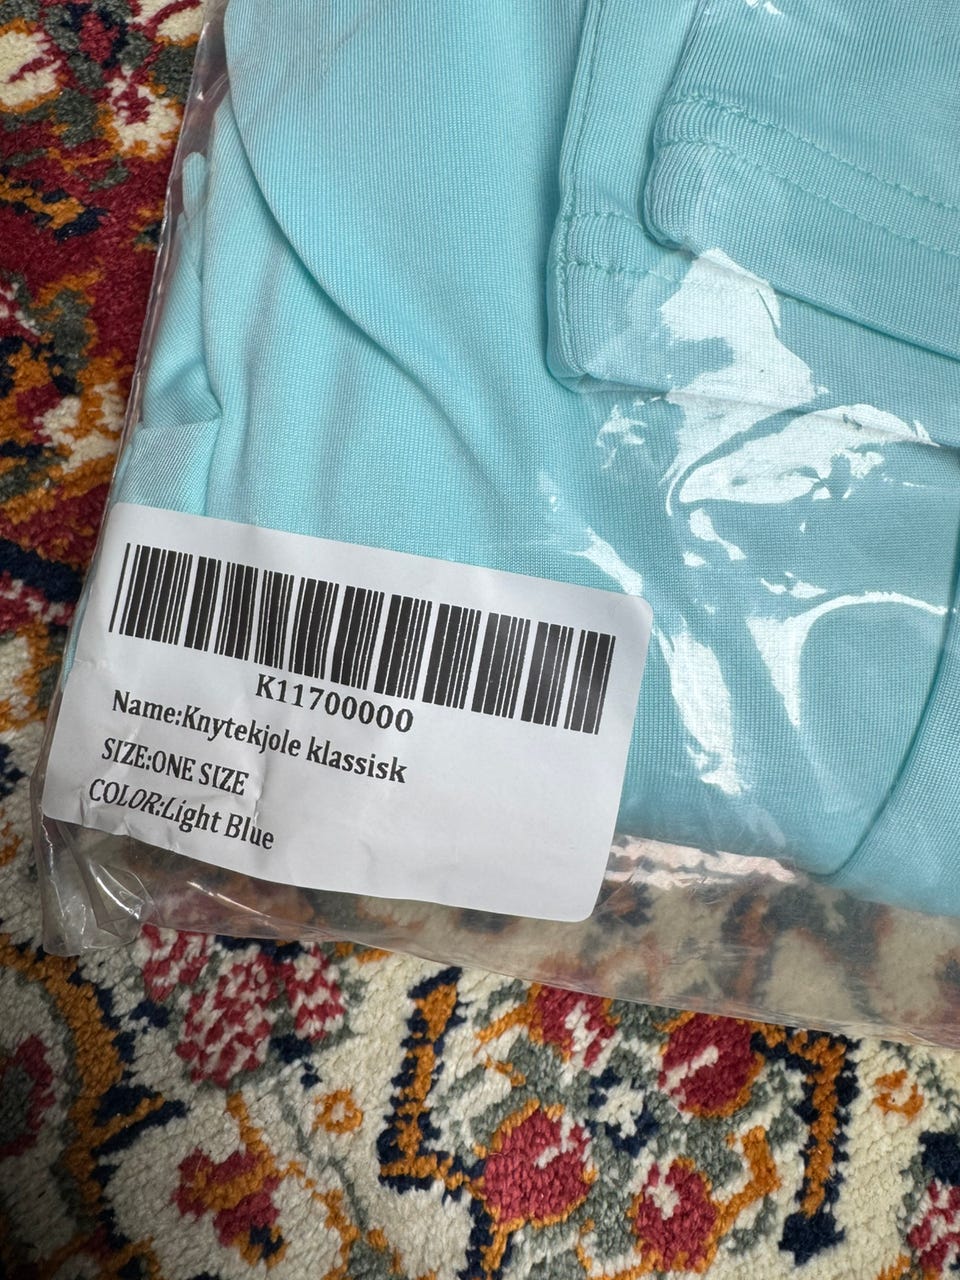 K11700000
Name:Knytekjole klassisk
SIZE:ONE SIZE
COLOR:Light Blue